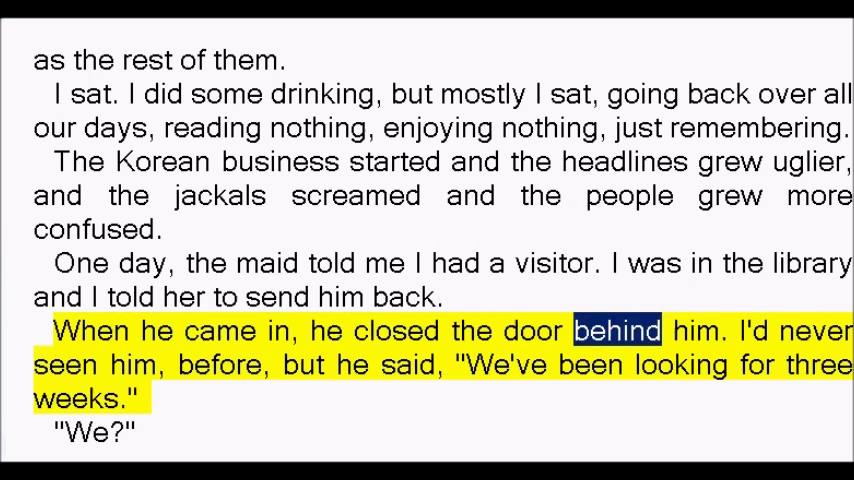 as the rest of them.
I sat. I did some drinking, but mostly I sat, going back over all
our days, reading nothing, enjoying nothing, just remembering.
The Korean business started and the headlines grew uglier,
and the jackals screamed and the people grew more
confused.
One day, the maid told me I had a visitor. I was in the library
and I told her to send him back.
When he came in, he closed the door behind him. I'd never
seen him, before, but he said, "We've been looking for three
weeks."
"We?"